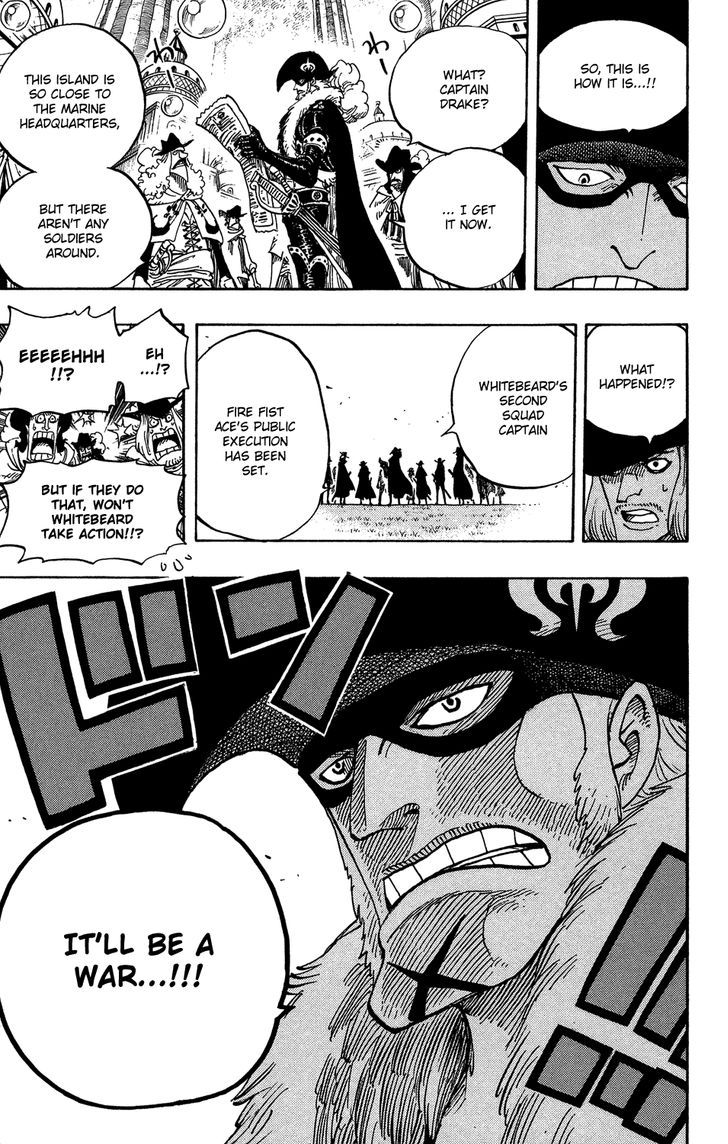 SO, THIS IS
HOW IT IS...!!
WHAT?
CAPTAIN
DRAKE?
... I GET
IT NOW.
THIS ISLAND IS
SO CLOSE TO
THE MARINE
HEADQUARTERS,
BUT THERE
AREN'T ANY
SOLDIERS
AROUND.
WHAT
HAPPENED!?
WHITEBEARD'S
SECOND
SQUAD
CAPTAIN
FIRE FIST
ACE'S PUBLIC
EXECUTION
HAS BEEN
SET.
EH
...!?
EEEEEHHH
!!?
BUT IF THEY DO
THAT, WON'T
WHITEBEARD
TAKE ACTION!!?
ドン
IT'LL BE A
WAR...!!!